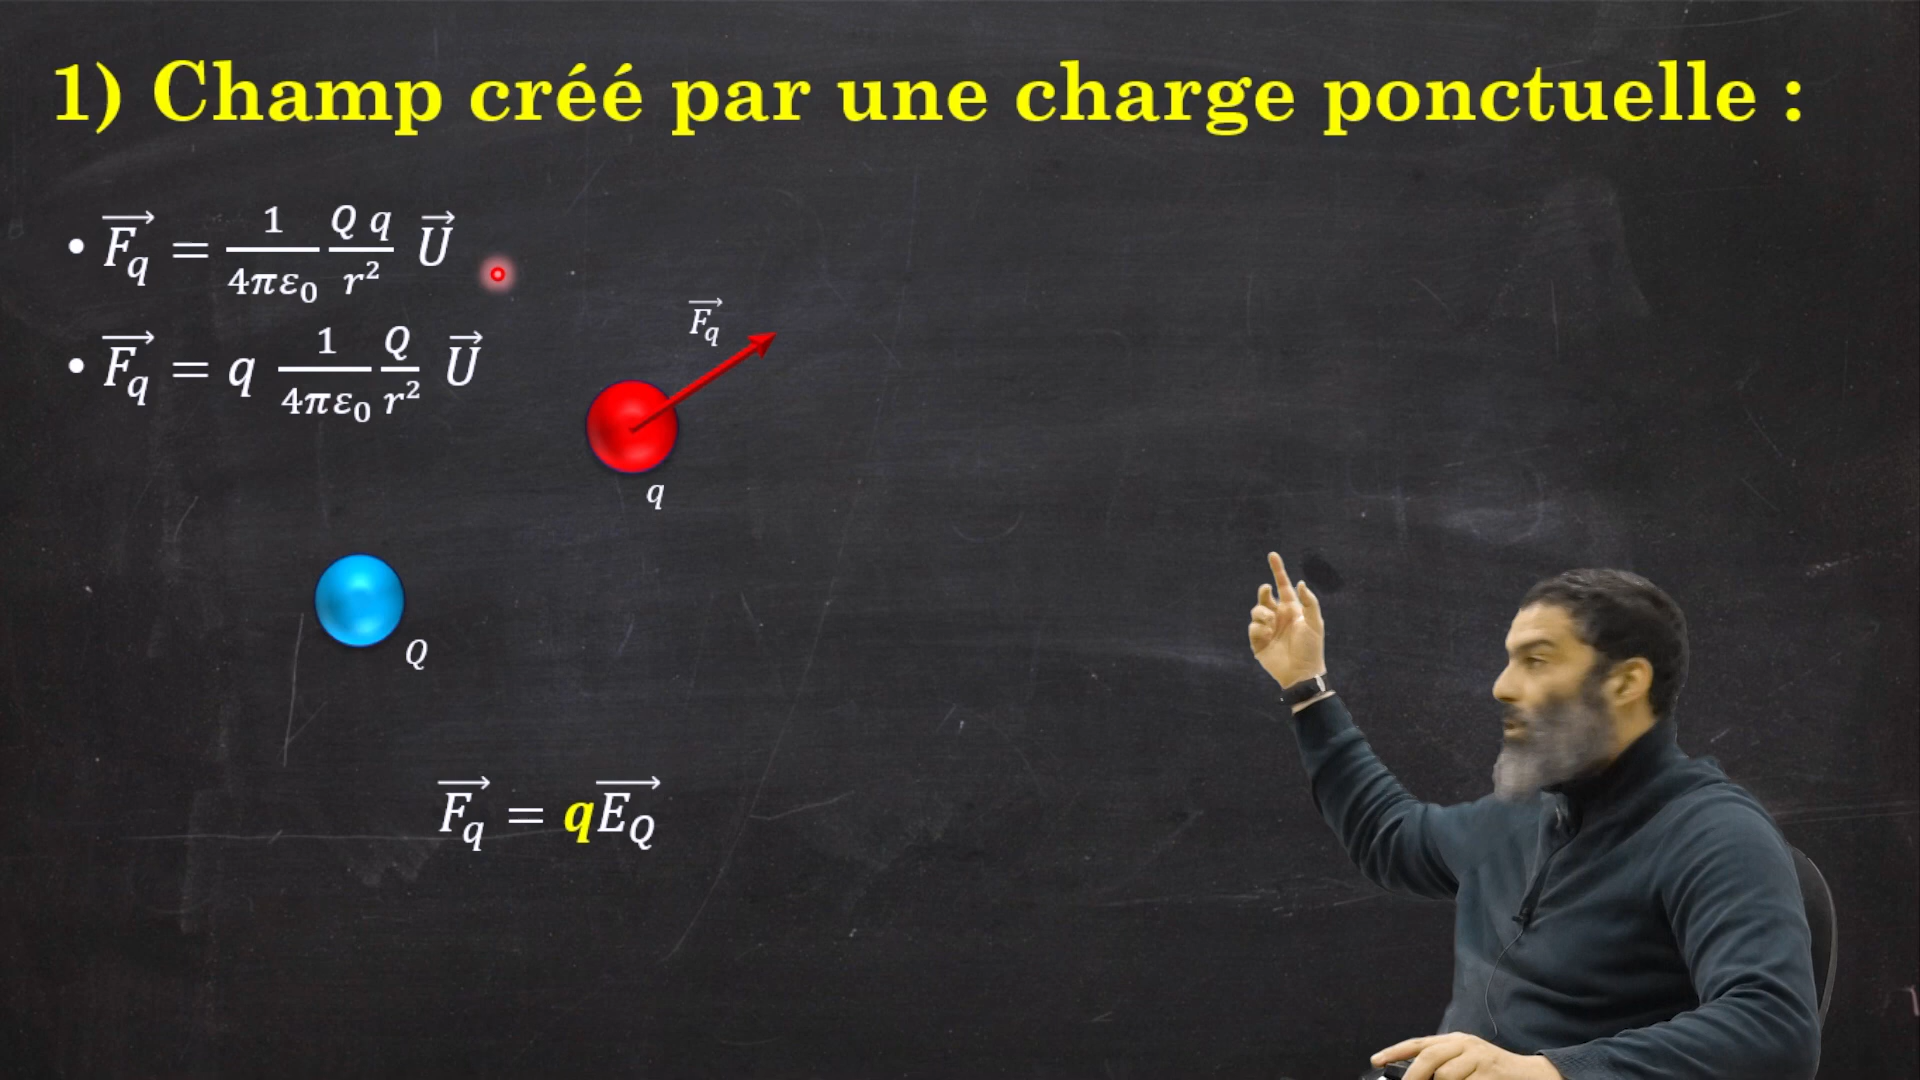 1) Champ créé par une charge ponctuelle :
• $\overrightarrow{F_q} = \frac{1}{4\pi\varepsilon_0} \frac{Q\ q}{r^2}\ \vec{U}$
• $\overrightarrow{F_q} = q\ \frac{1}{4\pi\varepsilon_0} \frac{Q}{r^2}\ \vec{U}$
$\overrightarrow{F_q}$
q
Q
$\overrightarrow{F_q} = q\overrightarrow{E_Q}$